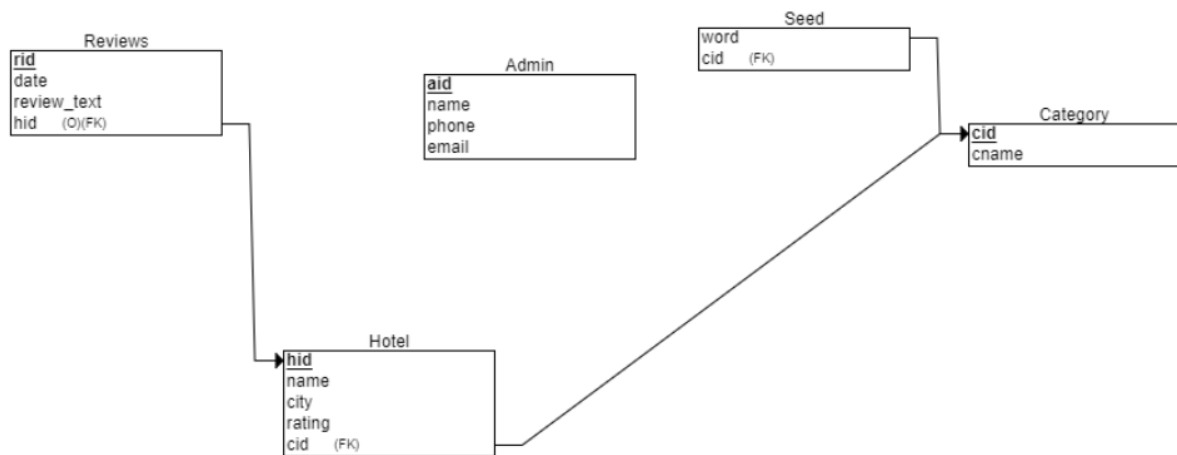 Reviews
rid
date
review_text
hid (O)(FK)
Admin
aid
name
phone
email
Seed
word
cid (FK)
Category
cid
cname
Hotel
hid
name
city
rating
cid (FK)